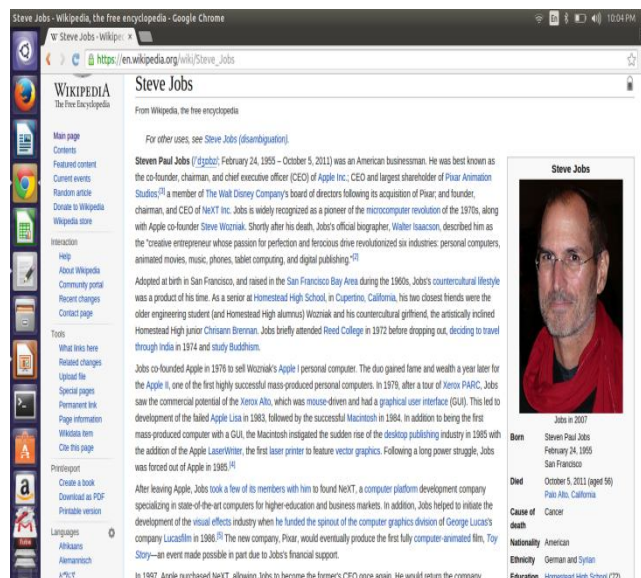 Steve Jobs - Wikipedia, the free encyclopedia - Google Chrome
En
10:04 PM
Steve Jobs - Wikipe
https://en.wikipedia.org/wiki/Steve_Jobs
WIKIPEDIA
The Free Encyclopedia
Main page
Contents
Featured content
Current events
Random article
Donate to Wikipedia
Wikipedia store
Interaction
Help
About Wikipedia
Community portal
Recent changes
Contact page
Tools
What links here
Related changes
Upload file
Special pages
Permanent link
Page information
Wikidata item
Cite this page
Print/export
Create a book
Download as PDF
Printable version
Languages
Afrikaans
Alemannisch
አማርኛ
Steve Jobs
From Wikipedia, the free encyclopedia
For other uses, see Steve Jobs (disambiguation).
Steven Paul Jobs (/ˈdʒɒbz/; February 24, 1955 – October 5, 2011) was an American businessman. He was best known as
the co-founder, chairman, and chief executive officer (CEO) of Apple Inc.; CEO and largest shareholder of Pixar Animation
Studios;[3] a member of The Walt Disney Company's board of directors following its acquisition of Pixar; and founder,
chairman, and CEO of NeXT Inc. Jobs is widely recognized as a pioneer of the microcomputer revolution of the 1970s, along
with Apple co-founder Steve Wozniak. Shortly after his death, Jobs's official biographer, Walter Isaacson, described him as
the "creative entrepreneur whose passion for perfection and ferocious drive revolutionized six industries: personal computers,
animated movies, music, phones, tablet computing, and digital publishing."[2]
Adopted at birth in San Francisco, and raised in the San Francisco Bay Area during the 1960s, Jobs's countercultural lifestyle
was a product of his time. As a senior at Homestead High School, in Cupertino, California, his two closest friends were the
older engineering student (and Homestead High alumnus) Wozniak and his countercultural girlfriend, the artistically inclined
Homestead High junior Chrisann Brennan. Jobs briefly attended Reed College in 1972 before dropping out, deciding to travel
through India in 1974 and study Buddhism.
Jobs co-founded Apple in 1976 to sell Wozniak's Apple I personal computer. The duo gained fame and wealth a year later for
the Apple II, one of the first highly successful mass-produced personal computers. In 1979, after a tour of Xerox PARC, Jobs
saw the commercial potential of the Xerox Alto, which was mouse-driven and had a graphical user interface (GUI). This led to
development of the failed Apple Lisa in 1983, followed by the successful Macintosh in 1984. In addition to being the first
mass-produced computer with a GUI, the Macintosh instigated the sudden rise of the desktop publishing industry in 1985 with
the addition of the Apple LaserWriter, the first laser printer to feature vector graphics. Following a long power struggle, Jobs
was forced out of Apple in 1985.[4]
After leaving Apple, Jobs took a few of its members with him to found NeXT, a computer platform development company
specializing in state-of-the-art computers for higher-education and business markets. In addition, Jobs helped to initiate the
development of the visual effects industry when he funded the spinout of the computer graphics division of George Lucas's
company Lucasfilm in 1986.[5] The new company, Pixar, would eventually produce the first fully computer-animated film, Toy
Story—an event made possible in part due to Jobs's financial support.
In 1997, Apple purchased NeXT, allowing Jobs to become the former's CEO once again. He would return the company
Steve Jobs
Jobs in 2007
Born Steven Paul Jobs
February 24, 1955
San Francisco
Died October 5, 2011 (aged 56)
Palo Alto, California
Cause of death Cancer
Nationality American
Ethnicity German and Syrian
Education Homestead High School ('72)